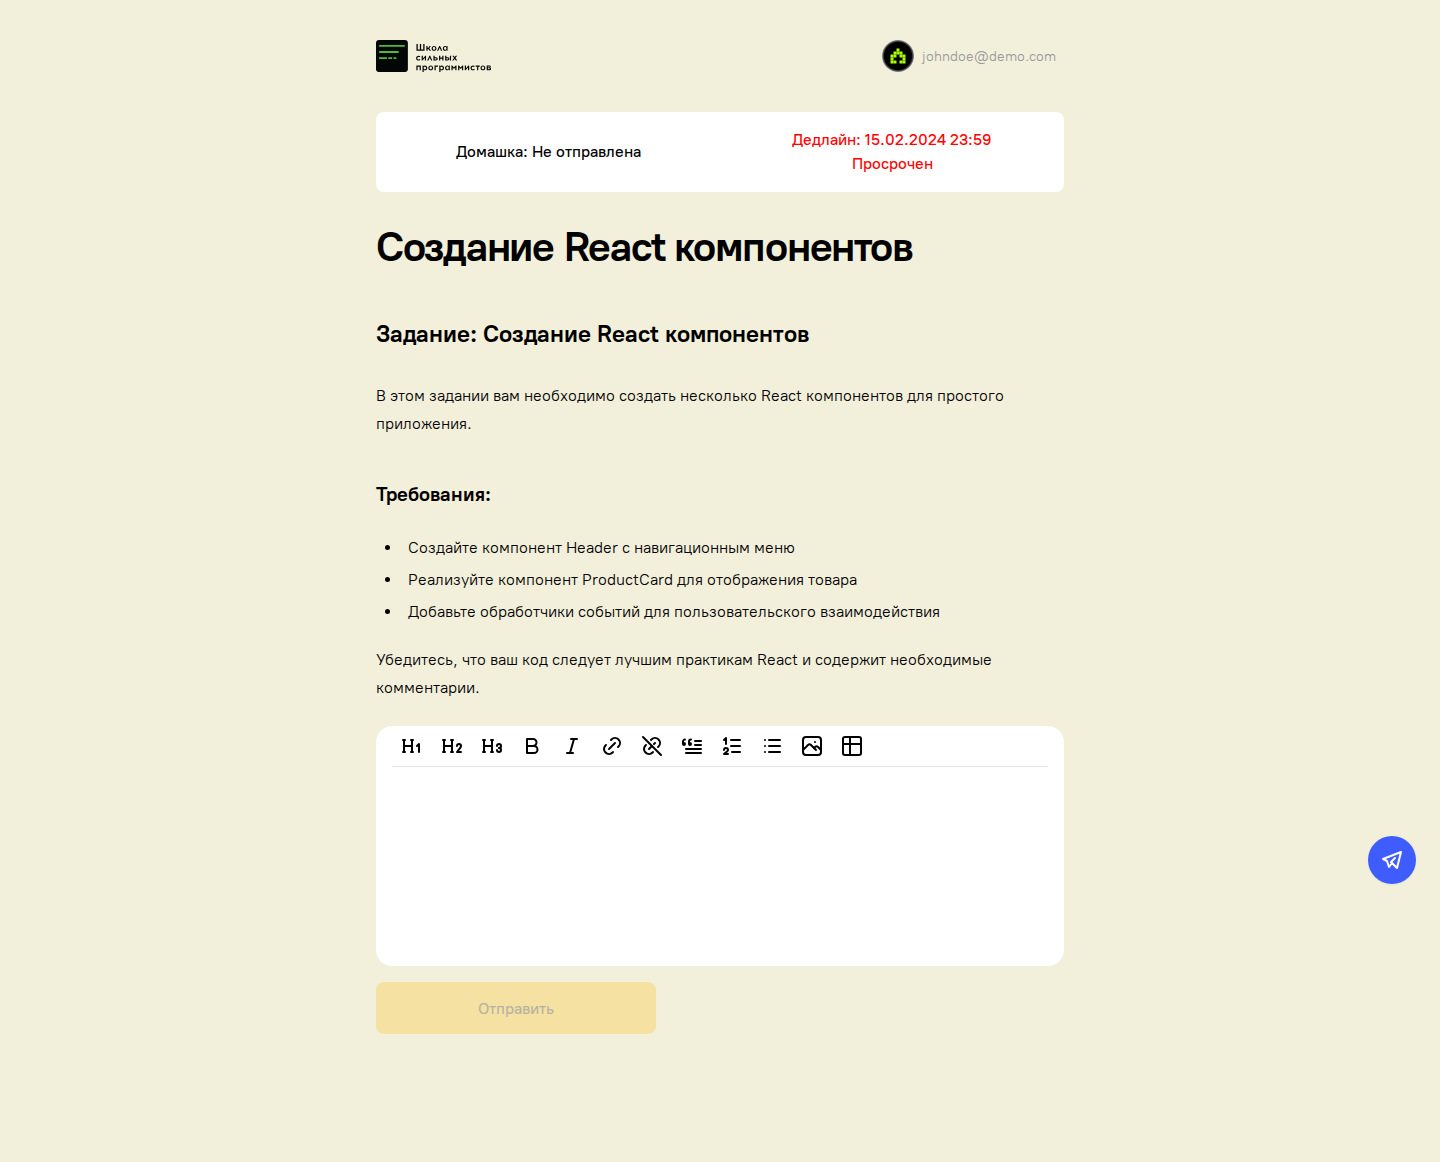 Школа
сильных
программистов
johndoe@demo.com
Домашка: Не отправлена
Дедлайн: 15.02.2024 23:59
Просрочен
Создание React компонентов
Задание: Создание React компонентов
В этом задании вам необходимо создать несколько React компонентов для простого
приложения.
Требования:
Создайте компонент Header с навигационным меню
Реализуйте компонент ProductCard для отображения товара
Добавьте обработчики событий для пользовательского взаимодействия
Убедитесь, что ваш код следует лучшим практикам React и содержит необходимые
комментарии.
H1 H2 H3 B I
Отправить